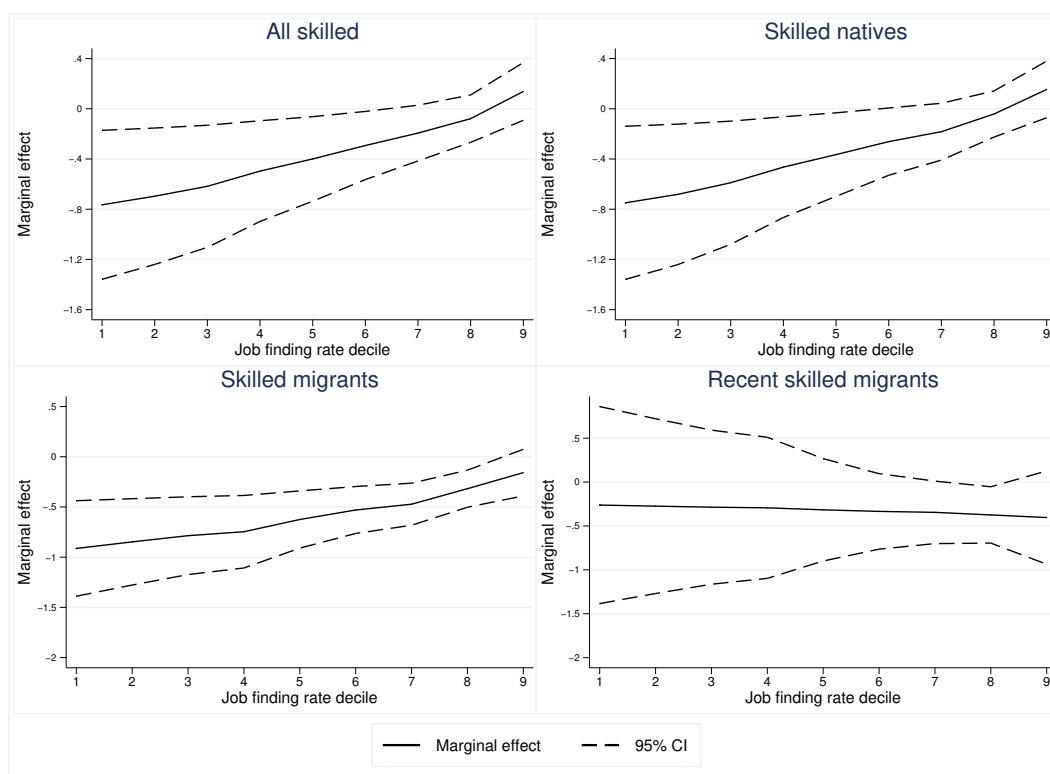 All skilled
.4
0
−.4
−.8
−1.2
−1.6
Marginal effect
1 2 3 4 5 6 7 8 9
Job finding rate decile
Skilled natives
.4
0
−.4
−.8
−1.2
−1.6
Marginal effect
1 2 3 4 5 6 7 8 9
Job finding rate decile
Skilled migrants
.5
0
−.5
−1
−1.5
−2
Marginal effect
1 2 3 4 5 6 7 8 9
Job finding rate decile
Recent skilled migrants
.5
0
−.5
−1
−1.5
−2
Marginal effect
1 2 3 4 5 6 7 8 9
Job finding rate decile
Marginal effect 95% CI